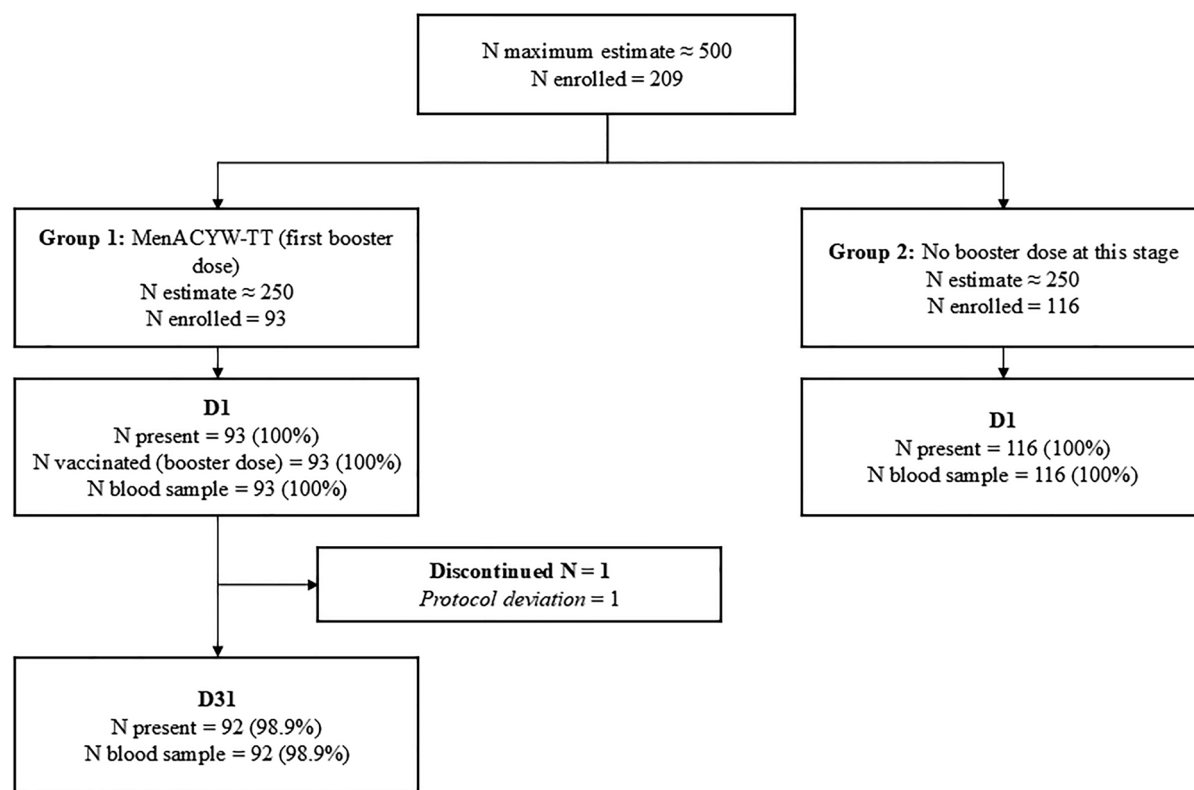 N maximum estimate ≈ 500
N enrolled = 209
Group 1: MenACYW-TT (first booster
dose)
N estimate ≈ 250
N enrolled = 93
Group 2: No booster dose at this stage
N estimate ≈ 250
N enrolled = 116
D1
N present = 93 (100%)
N vaccinated (booster dose) = 93 (100%)
N blood sample = 93 (100%)
D1
N present = 116 (100%)
N blood sample = 116 (100%)
Discontinued N = 1
Protocol deviation = 1
D31
N present = 92 (98.9%)
N blood sample = 92 (98.9%)